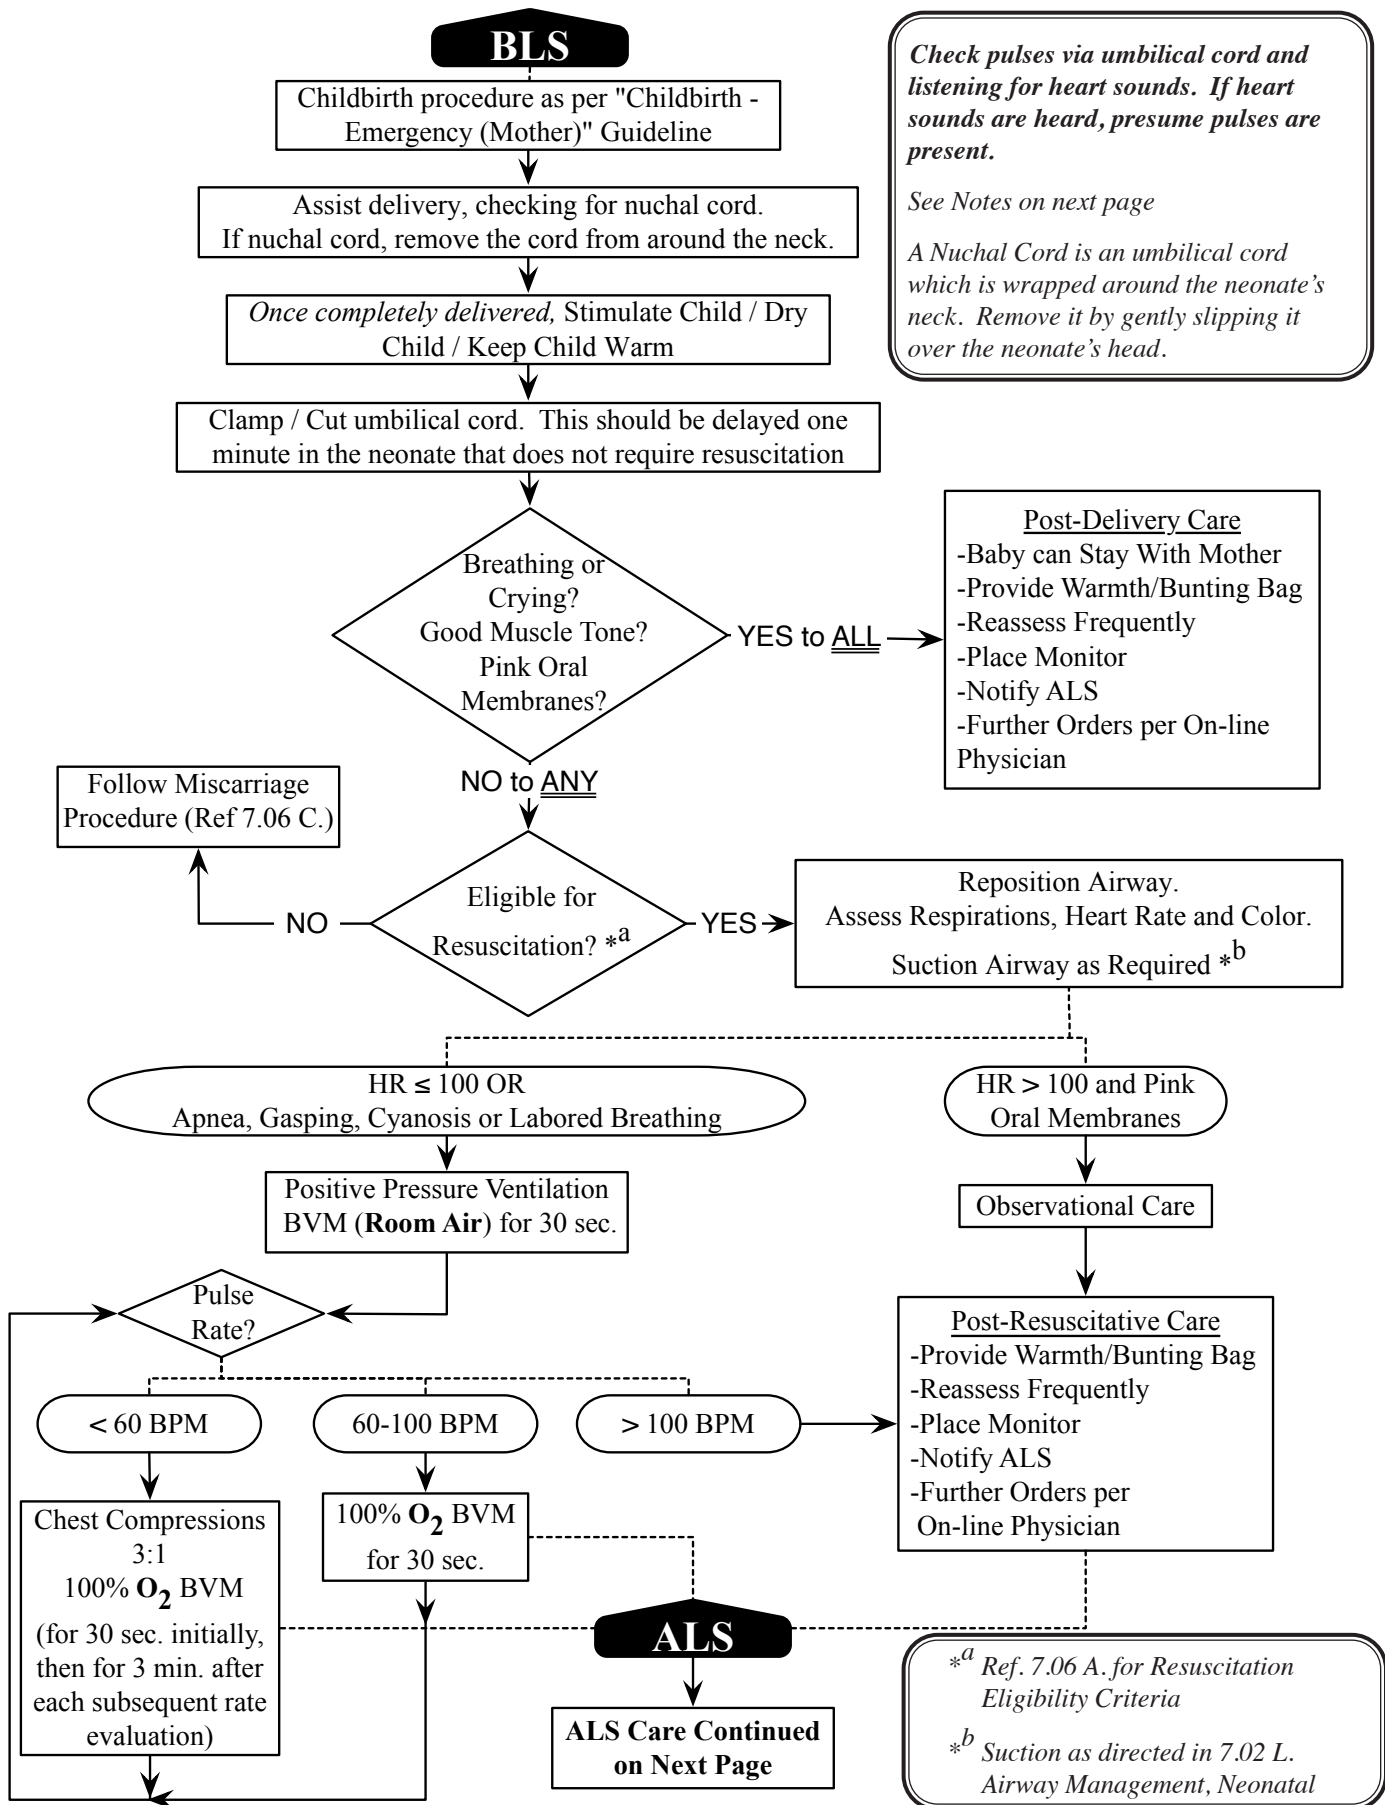 BLS
Childbirth procedure as per "Childbirth -
Emergency (Mother)" Guideline
Check pulses via umbilical cord and
listening for heart sounds.  If heart
sounds are heard, presume pulses are
present.
See Notes on next page
A Nuchal Cord is an umbilical cord
which is wrapped around the neonate's
neck.  Remove it by gently slipping it
over the neonate's head.
Assist delivery, checking for nuchal cord.
If nuchal cord, remove the cord from around the neck.
Once completely delivered, Stimulate Child / Dry
Child / Keep Child Warm
Clamp / Cut umbilical cord.  This should be delayed one
minute in the neonate that does not require resuscitation
Breathing or
Crying?
Good Muscle Tone?
Pink Oral
Membranes?
YES to ALL
Post-Delivery Care
-Baby can Stay With Mother
-Provide Warmth/Bunting Bag
-Reassess Frequently
-Place Monitor
-Notify ALS
-Further Orders per On-line
Physician
NO to ANY
Follow Miscarriage
Procedure (Ref 7.06 C.)
NO
Eligible for
Resuscitation? *a
YES
Reposition Airway.
Assess Respirations, Heart Rate and Color.
Suction Airway as Required *b
HR ≤ 100 OR
Apnea, Gasping, Cyanosis or Labored Breathing
HR > 100 and Pink
Oral Membranes
Positive Pressure Ventilation
BVM (Room Air) for 30 sec.
Observational Care
Pulse
Rate?
Post-Resuscitative Care
-Provide Warmth/Bunting Bag
-Reassess Frequently
-Place Monitor
-Notify ALS
-Further Orders per
On-line Physician
< 60 BPM
60-100 BPM
> 100 BPM
Chest Compressions
3:1
100% O2 BVM
(for 30 sec. initially,
then for 3 min. after
each subsequent rate
evaluation)
100% O2 BVM
for 30 sec.
ALS
ALS Care Continued
on Next Page
*a Ref. 7.06 A. for Resuscitation
Eligibility Criteria
*b Suction as directed in 7.02 L.
Airway Management, Neonatal